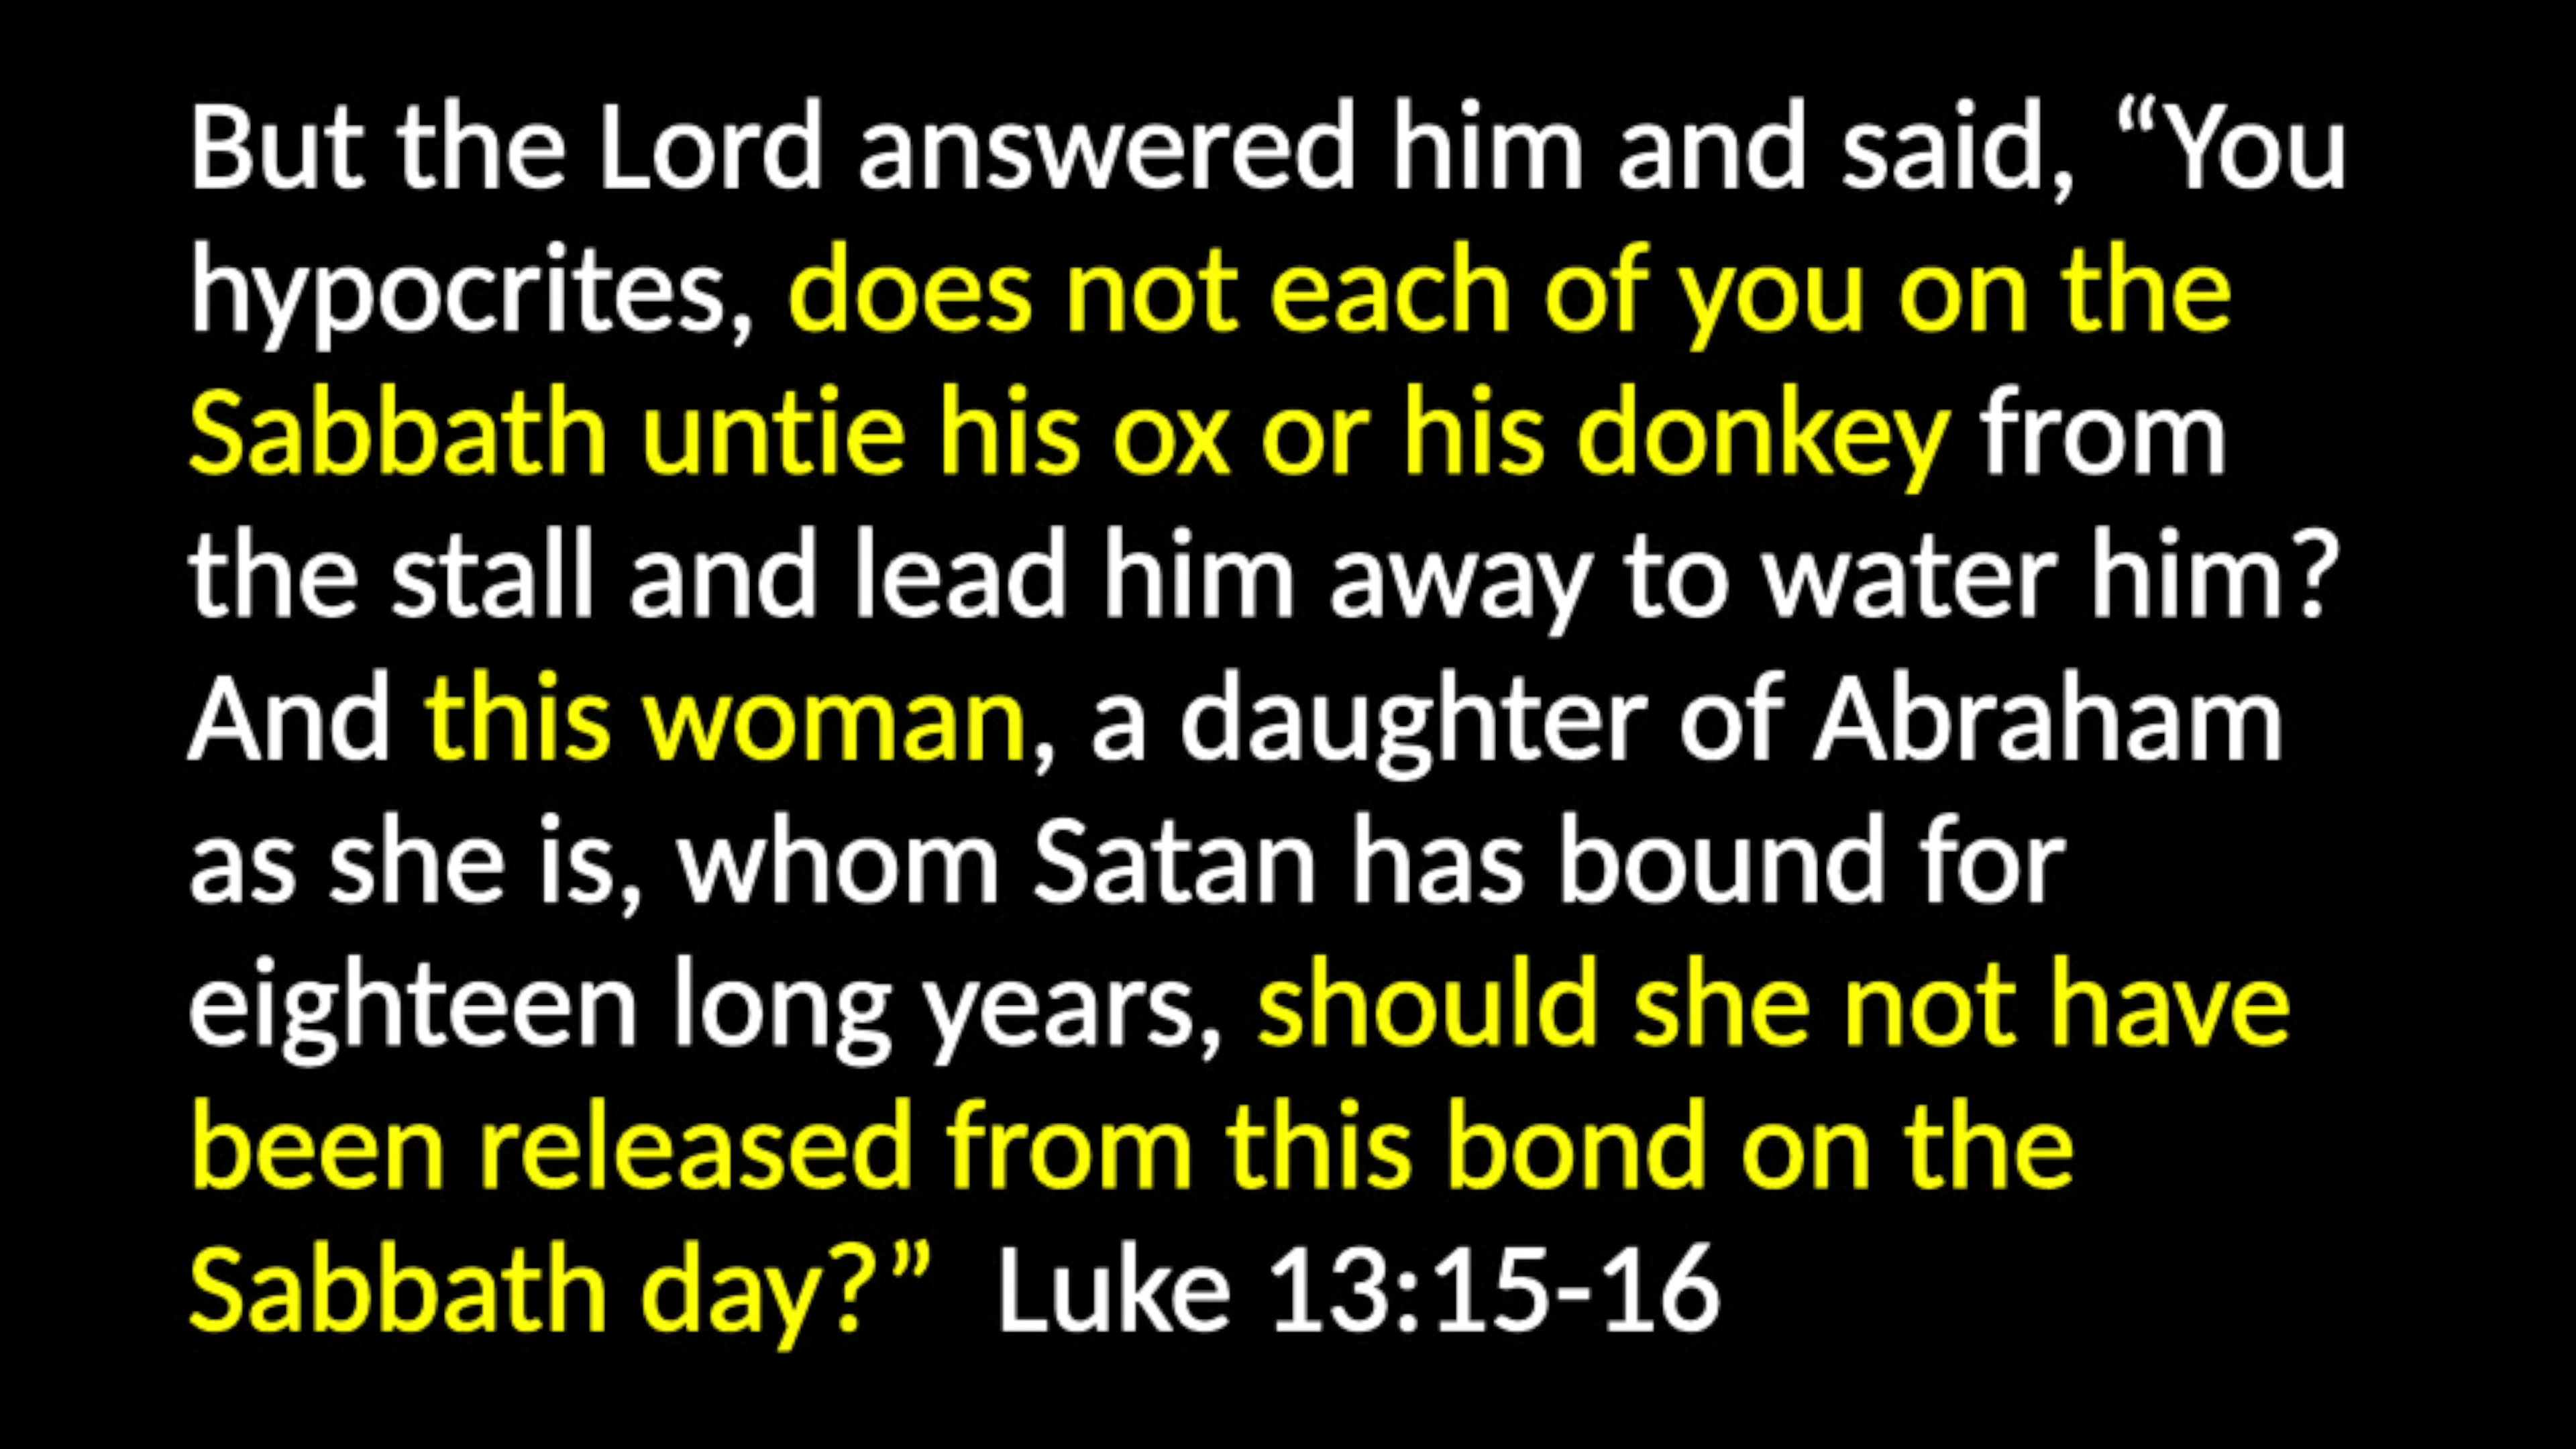 But the Lord answered him and said, “You
hypocrites, does not each of you on the
Sabbath untie his ox or his donkey from
the stall and lead him away to water him?
And this woman, a daughter of Abraham
as she is, whom Satan has bound for
eighteen long years, should she not have
been released from this bond on the
Sabbath day?”  Luke 13:15-16